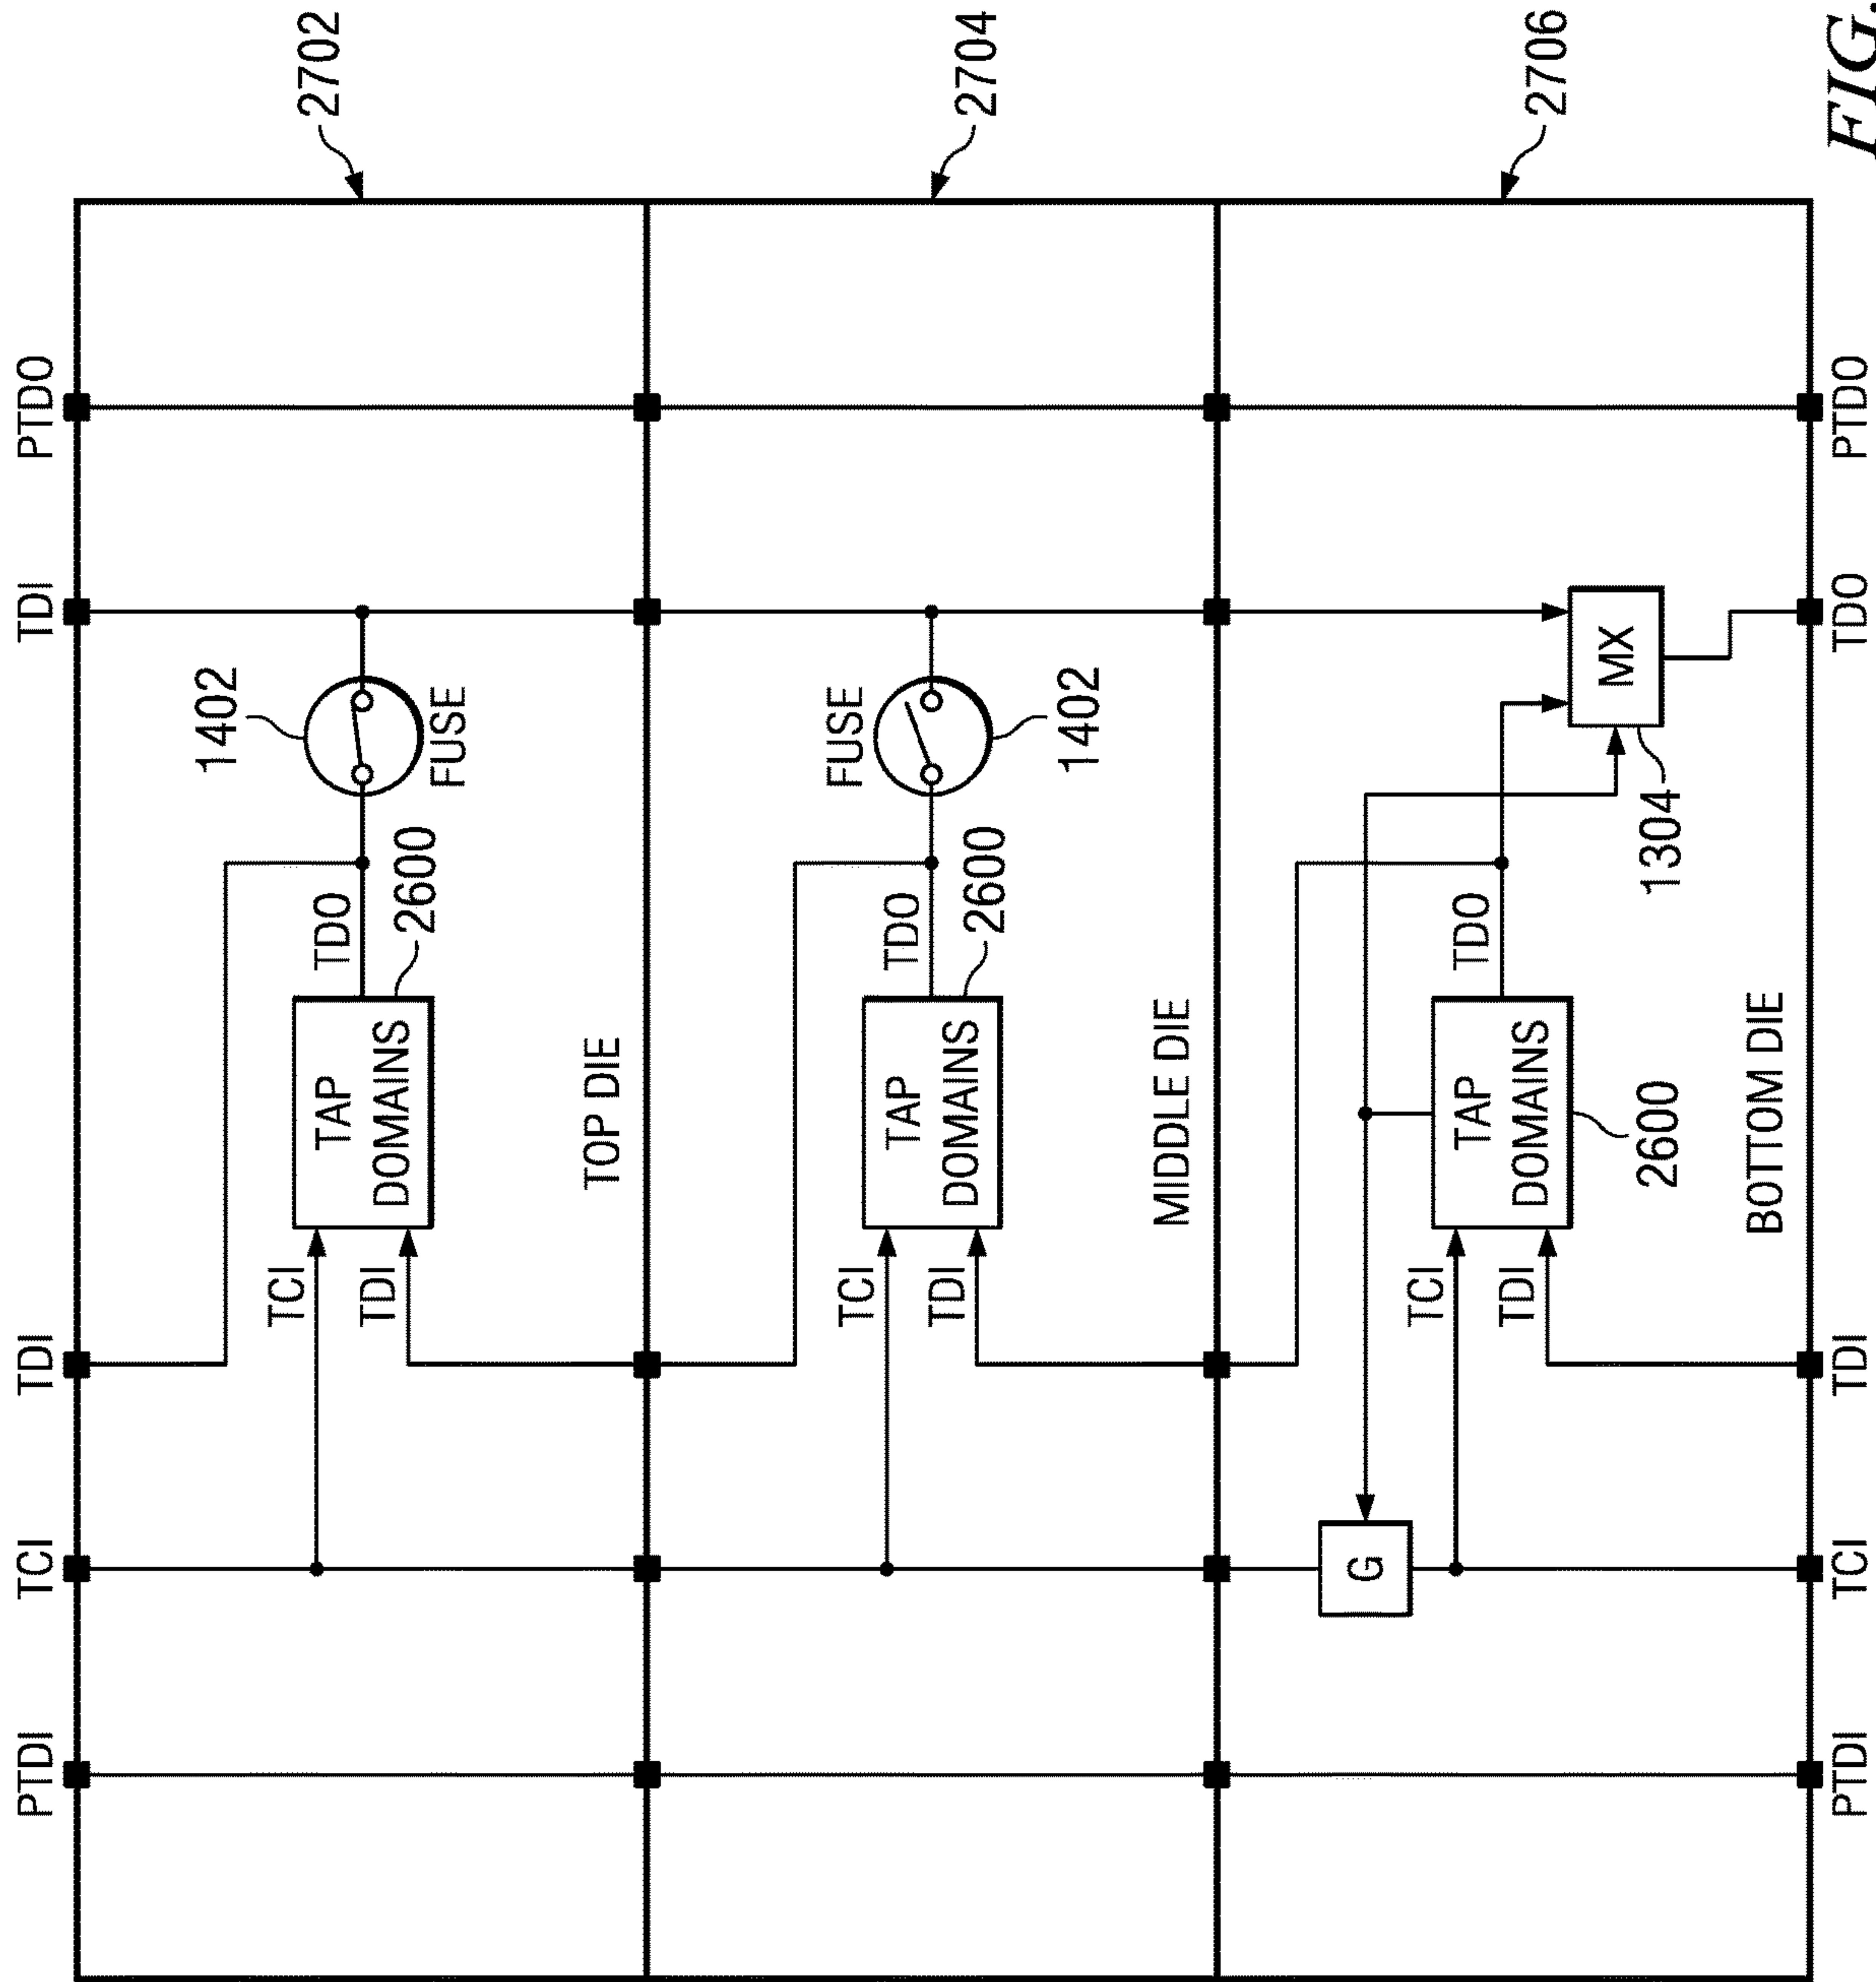 PTDI
TCI
TDI
TDI
PTDO
2702
TCI
TDI
TAP
DOMAINS
TDO
2600
1402
FUSE
TOP DIE
2704
TCI
TDI
TAP
DOMAINS
TDO
2600
FUSE
1402
MIDDLE DIE
2706
G
TCI
TDI
TAP
DOMAINS
2600
TDO
MX
1304
BOTTOM DIE
PTDI
TCI
TDI
TDO
PTDO
FIG.